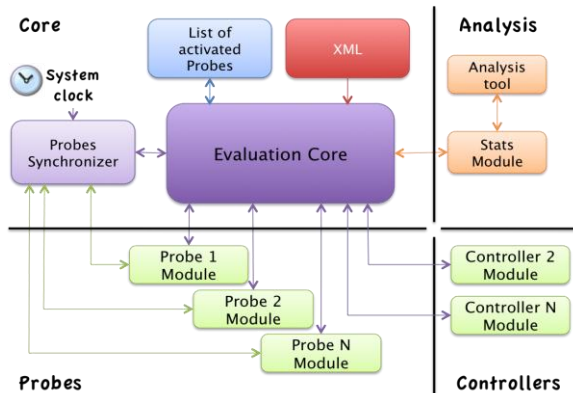 Core
Analysis
List of
activated
Probes
XML
Analysis
tool
System
clock
Probes
Synchronizer
Evaluation Core
Stats
Module
Probe 1
Module
Controller 2
Module
Probe 2
Module
Controller N
Module
Probe N
Module
Probes
Controllers